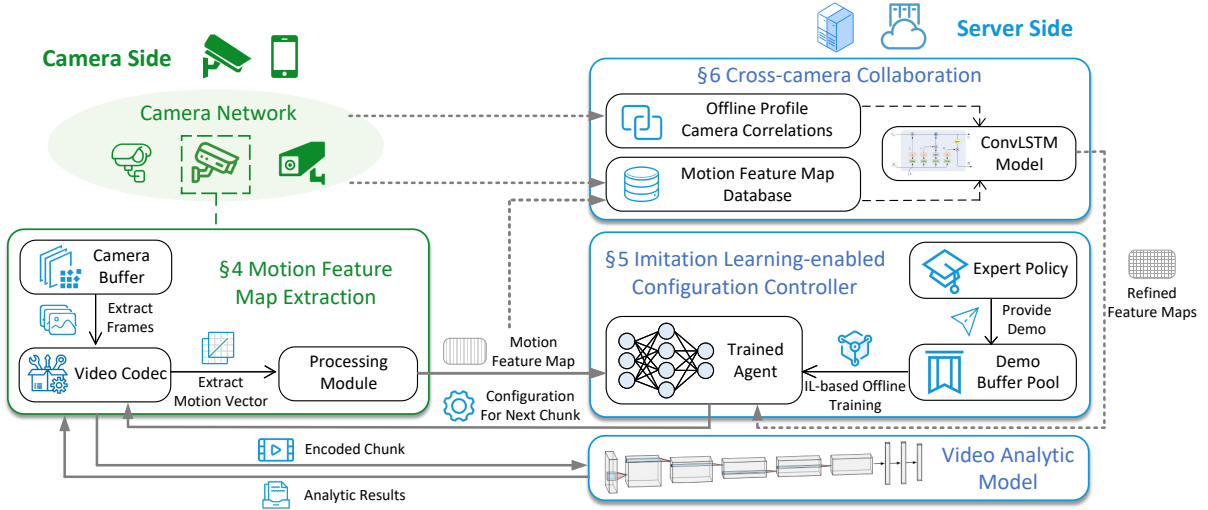 Camera Side
Server Side
Camera Network
§6 Cross-camera Collaboration
Offline Profile
Camera Correlations
Motion Feature Map
Database
ConvLSTM
Model
§4 Motion Feature
Map Extraction
Camera
Buffer
Extract
Frames
Video Codec
Extract
Motion Vector
Processing
Module
Motion
Feature Map
Configuration
For Next Chunk
Encoded Chunk
Analytic Results
§5 Imitation Learning-enabled
Configuration Controller
Trained
Agent
Expert Policy
Provide
Demo
Demo
Buffer Pool
IL-based Offline
Training
Refined
Feature Maps
Video Analytic
Model